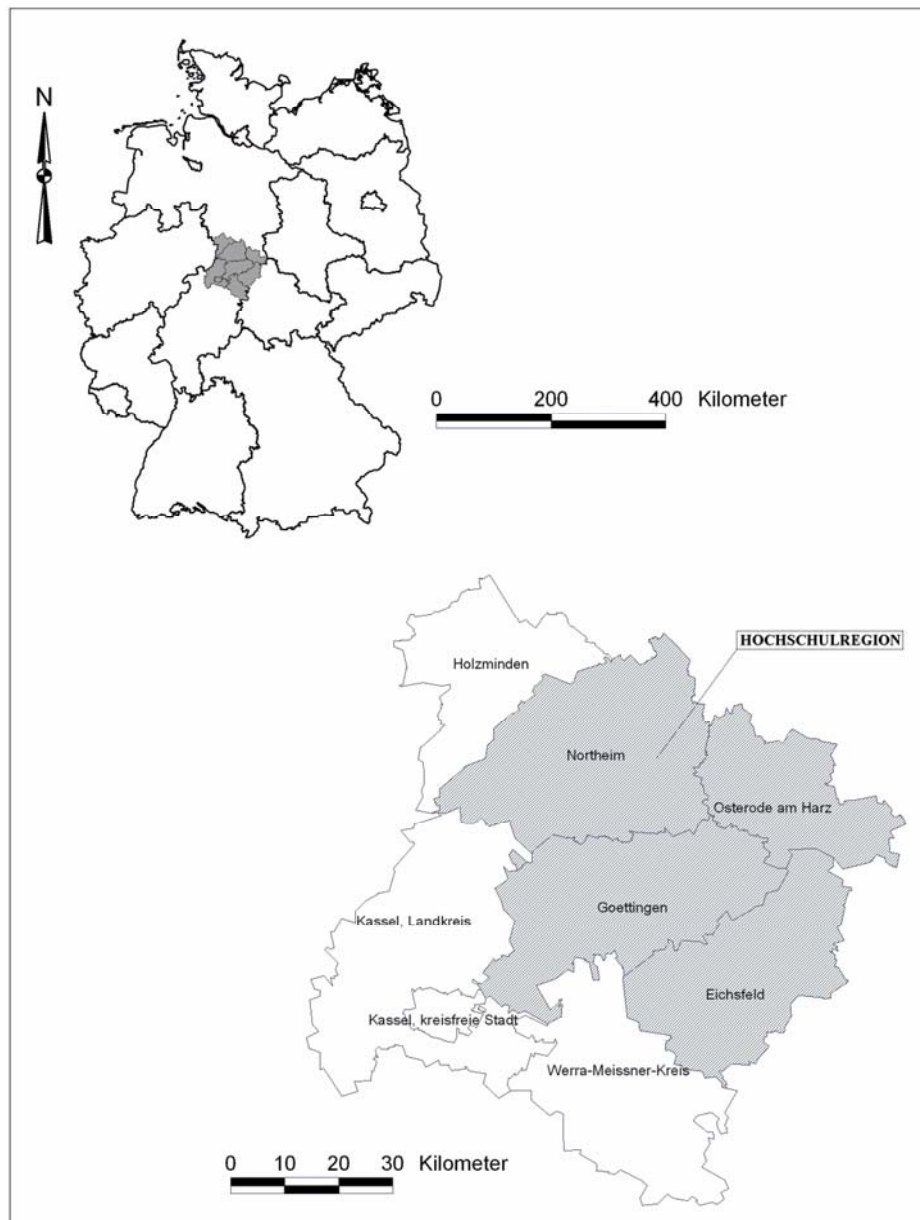 N
0 200 400 Kilometer
HOCHSCHULREGION
Holzminden
Northeim
Osterode am Harz
Goettingen
Kassel, Landkreis
Eichsfeld
Kassel, kreisfreie Stadt
Werra-Meissner-Kreis
0 10 20 30 Kilometer